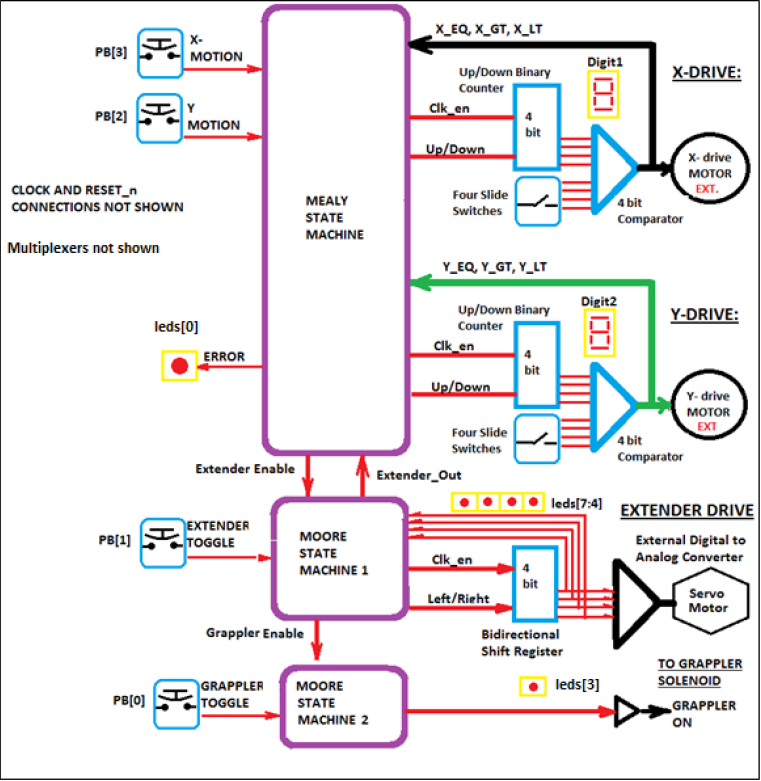 X_EQ, X_GT, X_LT
X-
MOTION
PB[3]
Digit1
Up/Down Binary
Counter
X-DRIVE:
PB[2]
Y
MOTION
Clk_en
4
bit
Up/Down
X- drive
MOTOR
EXT.
CLOCK AND RESET_n
CONNECTIONS NOT SHOWN
MEALY
STATE
MACHINE
Four Slide
Switches
4 bit
Comparator
Multiplexers not shown
Y_EQ, Y_GT, Y_LT
Digit2
Up/Down Binary
Counter
Y-DRIVE:
leds[0]
ERROR
Clk_en
4
bit
Up/Down
Y- drive
MOTOR
EXT
Four Slide
Switches
4 bit
Comparator
Extender Enable
Extender_Out
leds[7:4]
EXTENDER DRIVE
PB[1]
EXTENDER
TOGGLE
MOORE
STATE
MACHINE 1
External Digital to
Analog Converter
Clk_en
4
bit
Left/Right
Servo
Motor
Grappler Enable
Bidirectional
Shift Register
TO GRAPPLER
SOLENOID
PB[0]
GRAPPLER
TOGGLE
MOORE
STATE
MACHINE 2
leds[3]
GRAPPLER
ON